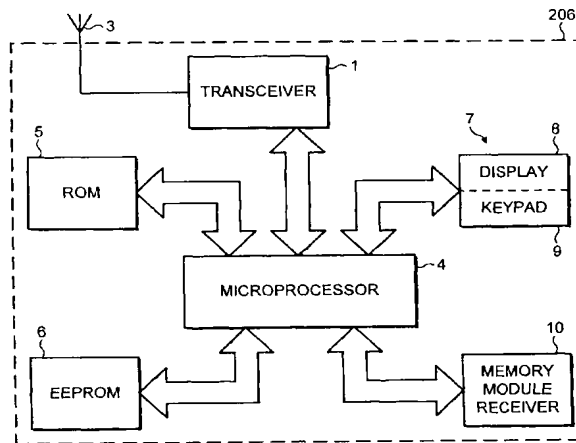 3
206
1
TRANSCEIVER
5
ROM
7
8
DISPLAY
KEYPAD
9
4
MICROPROCESSOR
6
EEPROM
10
MEMORY
MODULE
RECEIVER